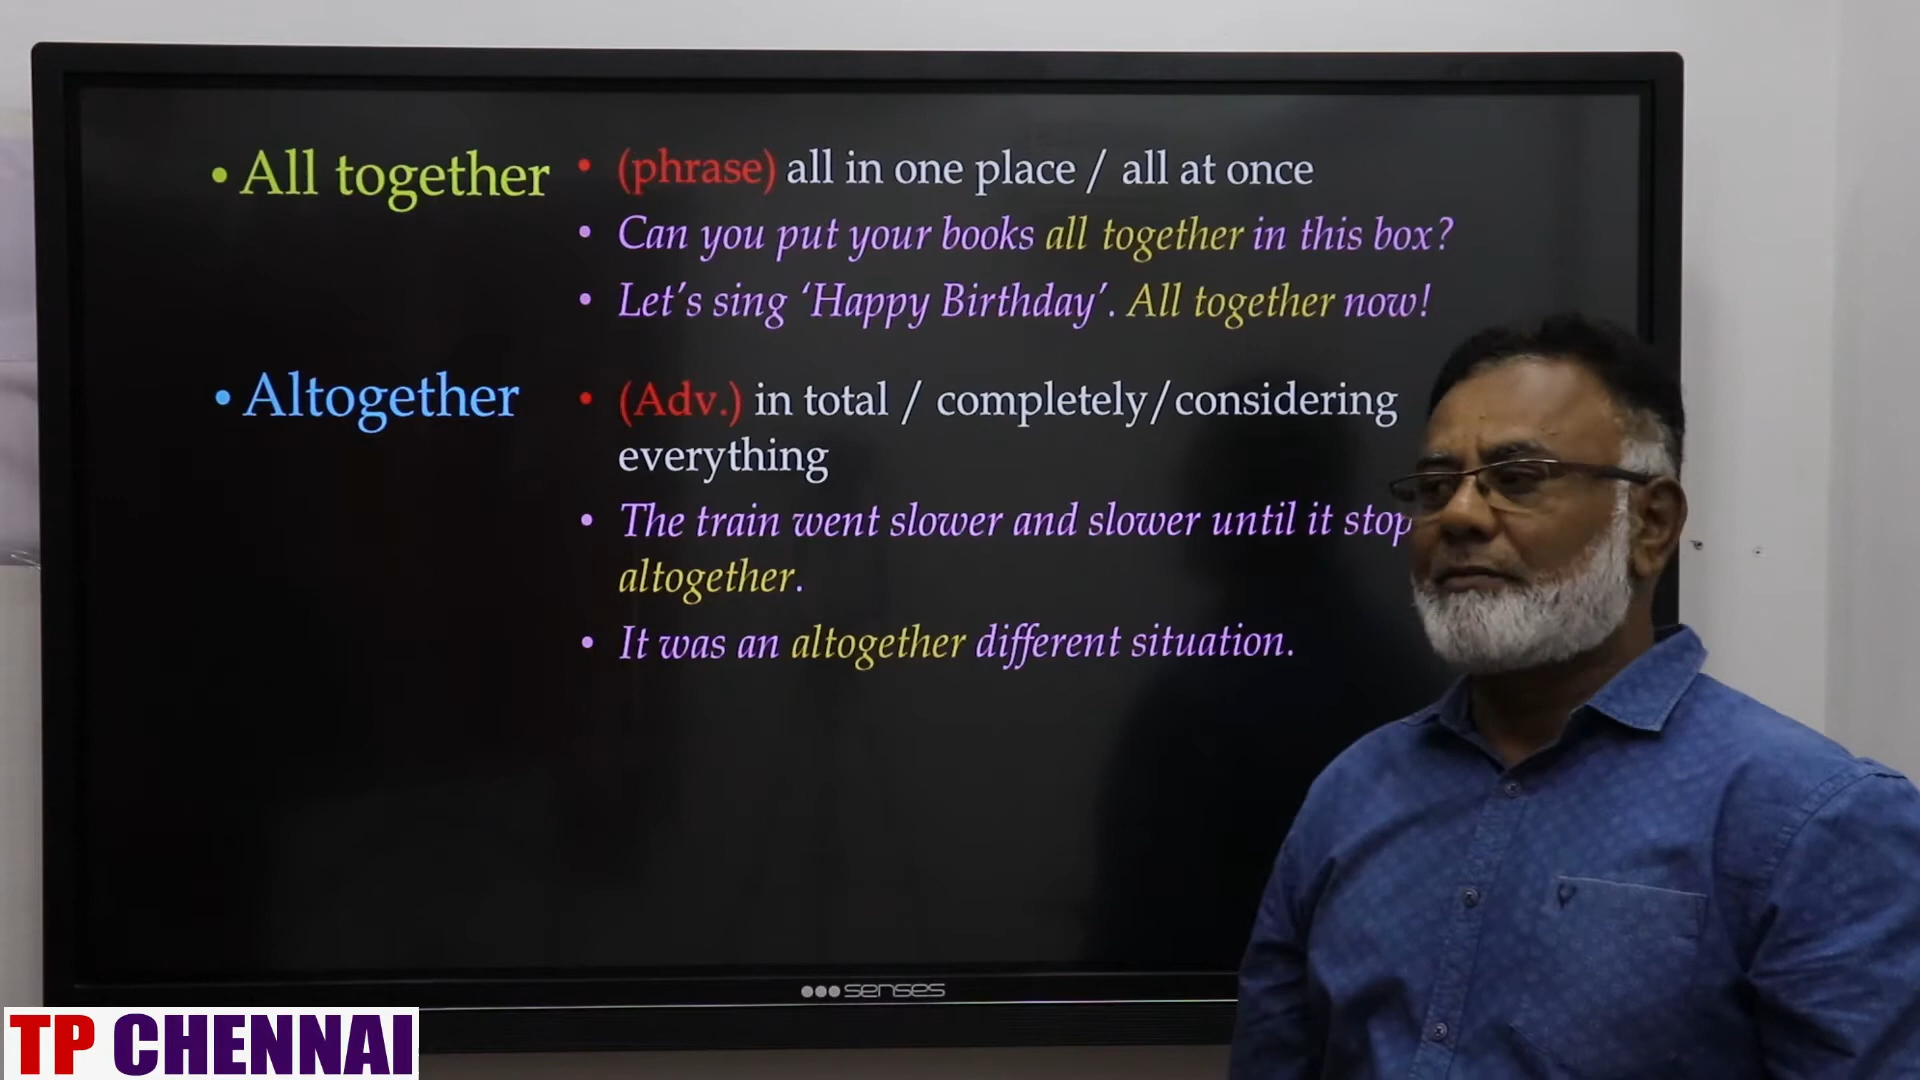 • All together
• (phrase) all in one place / all at once
• Can you put your books all together in this box?
• Let’s sing ‘Happy Birthday’. All together now!
• Altogether
• (Adv.) in total / completely/considering
everything
• The train went slower and slower until it stop
altogether.
• It was an altogether different situation.
senses
TP CHENNAI